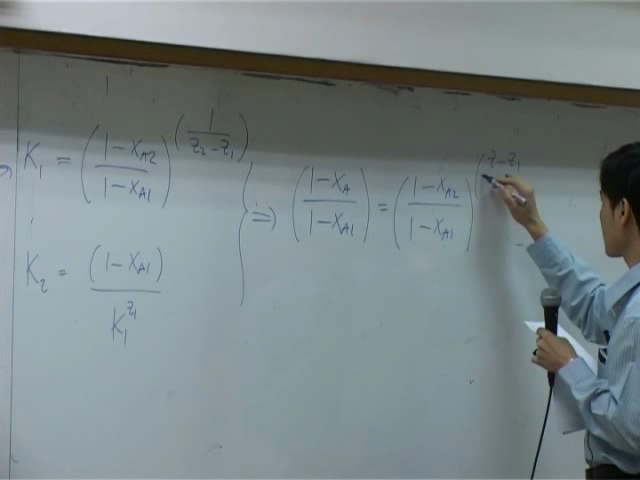 K₁ = ((1-X_A2)/(1-X_A1))^(1/(z₂-z₁))
K₂ = (1-X_A1)/K₁^z₁
⇒ ((1-X_A)/(1-X_A1)) = ((1-X_A2)/(1-X_A1))^(z-z₁